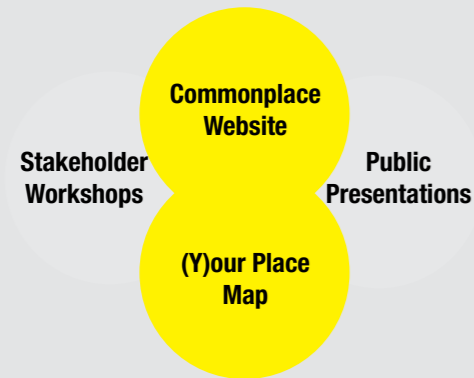 Commonplace
Website
Stakeholder
Workshops
Public
Presentations
(Y)our Place
Map